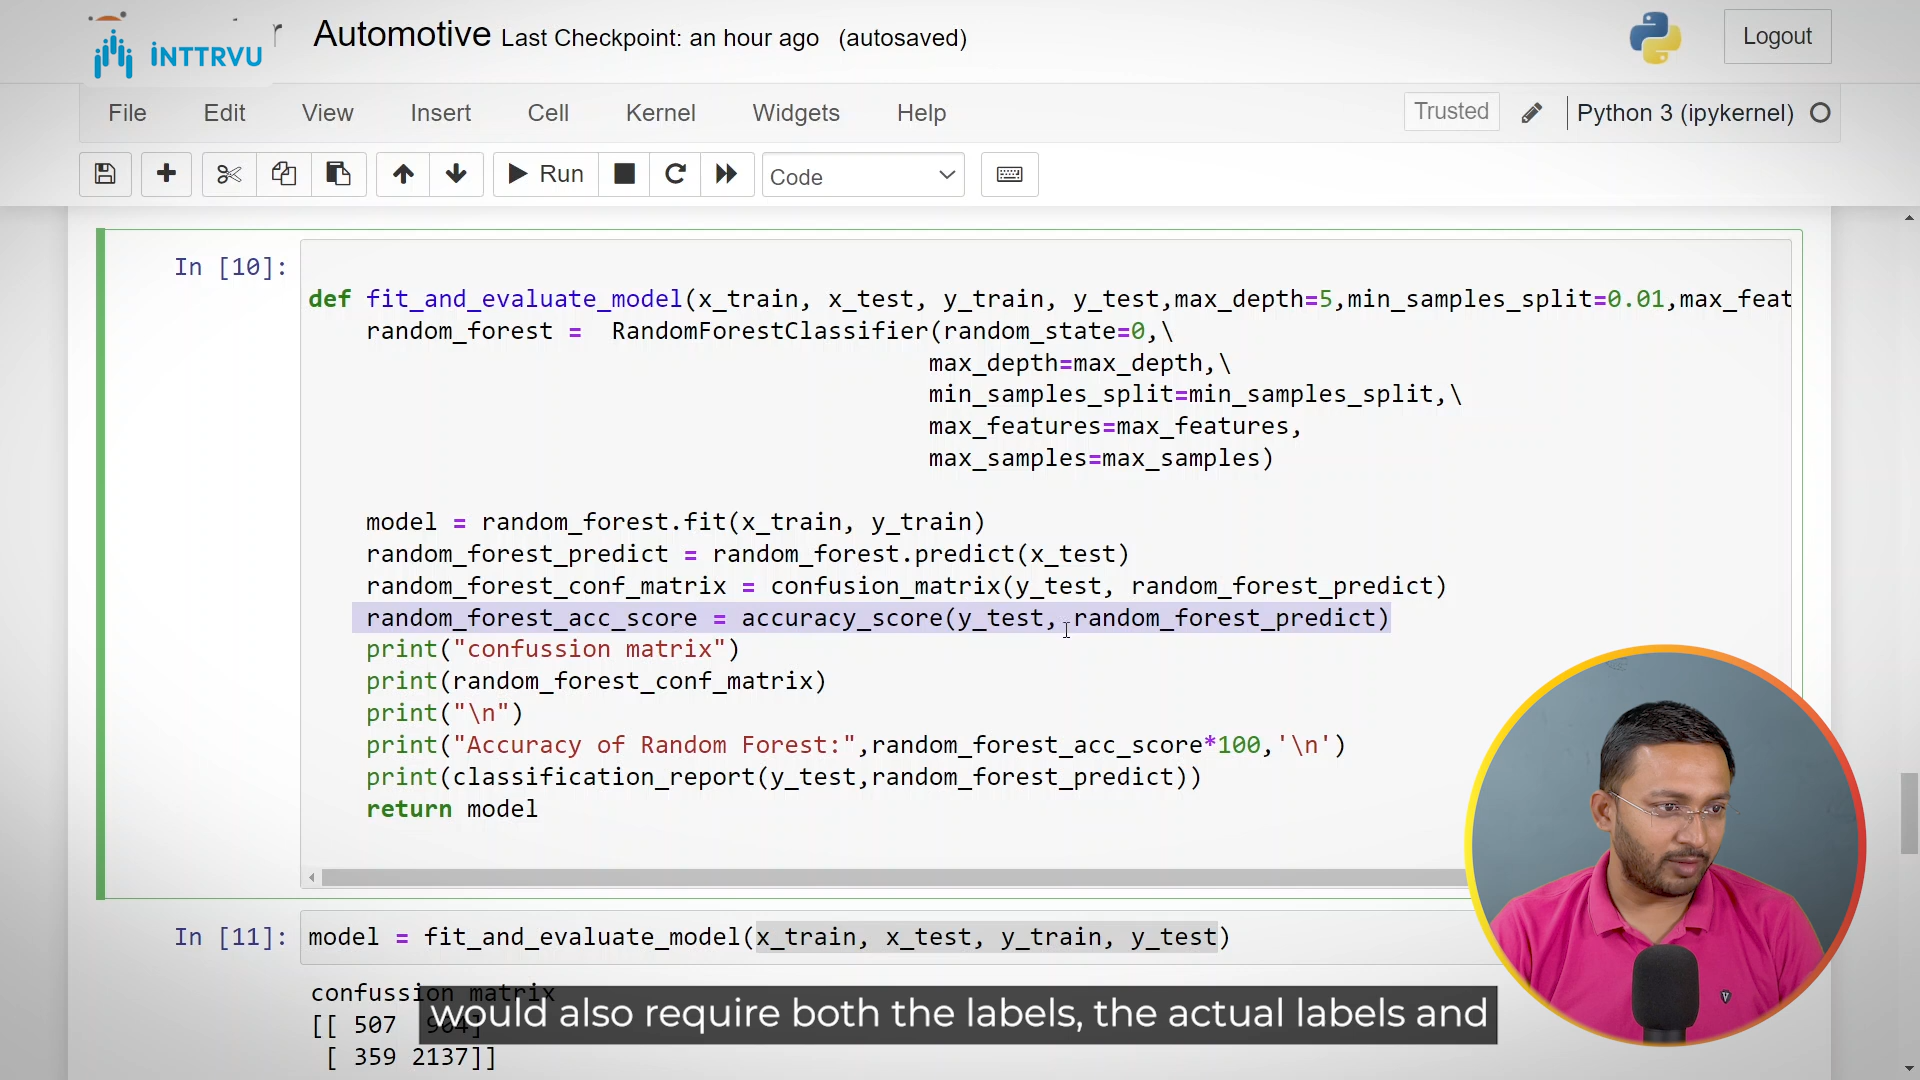 INTTRVU
Automotive Last Checkpoint: an hour ago (autosaved)
Logout
File Edit View Insert Cell Kernel Widgets Help
Trusted
Python 3 (ipykernel)
Run
Code
In [10]:
def fit_and_evaluate_model(x_train, x_test, y_train, y_test,max_depth=5,min_samples_split=0.01,max_feat
random_forest = RandomForestClassifier(random_state=0,\
max_depth=max_depth,\
min_samples_split=min_samples_split,\
max_features=max_features,
max_samples=max_samples)
model = random_forest.fit(x_train, y_train)
random_forest_predict = random_forest.predict(x_test)
random_forest_conf_matrix = confusion_matrix(y_test, random_forest_predict)
random_forest_acc_score = accuracy_score(y_test, random_forest_predict)
print("confussion matrix")
print(random_forest_conf_matrix)
print("\n")
print("Accuracy of Random Forest:",random_forest_acc_score*100,'\n')
print(classification_report(y_test,random_forest_predict))
return model
In [11]:
model = fit_and_evaluate_model(x_train, x_test, y_train, y_test)
confussion matrix
[[ 507 904]
[ 359 2137]]
would also require both the labels, the actual labels and